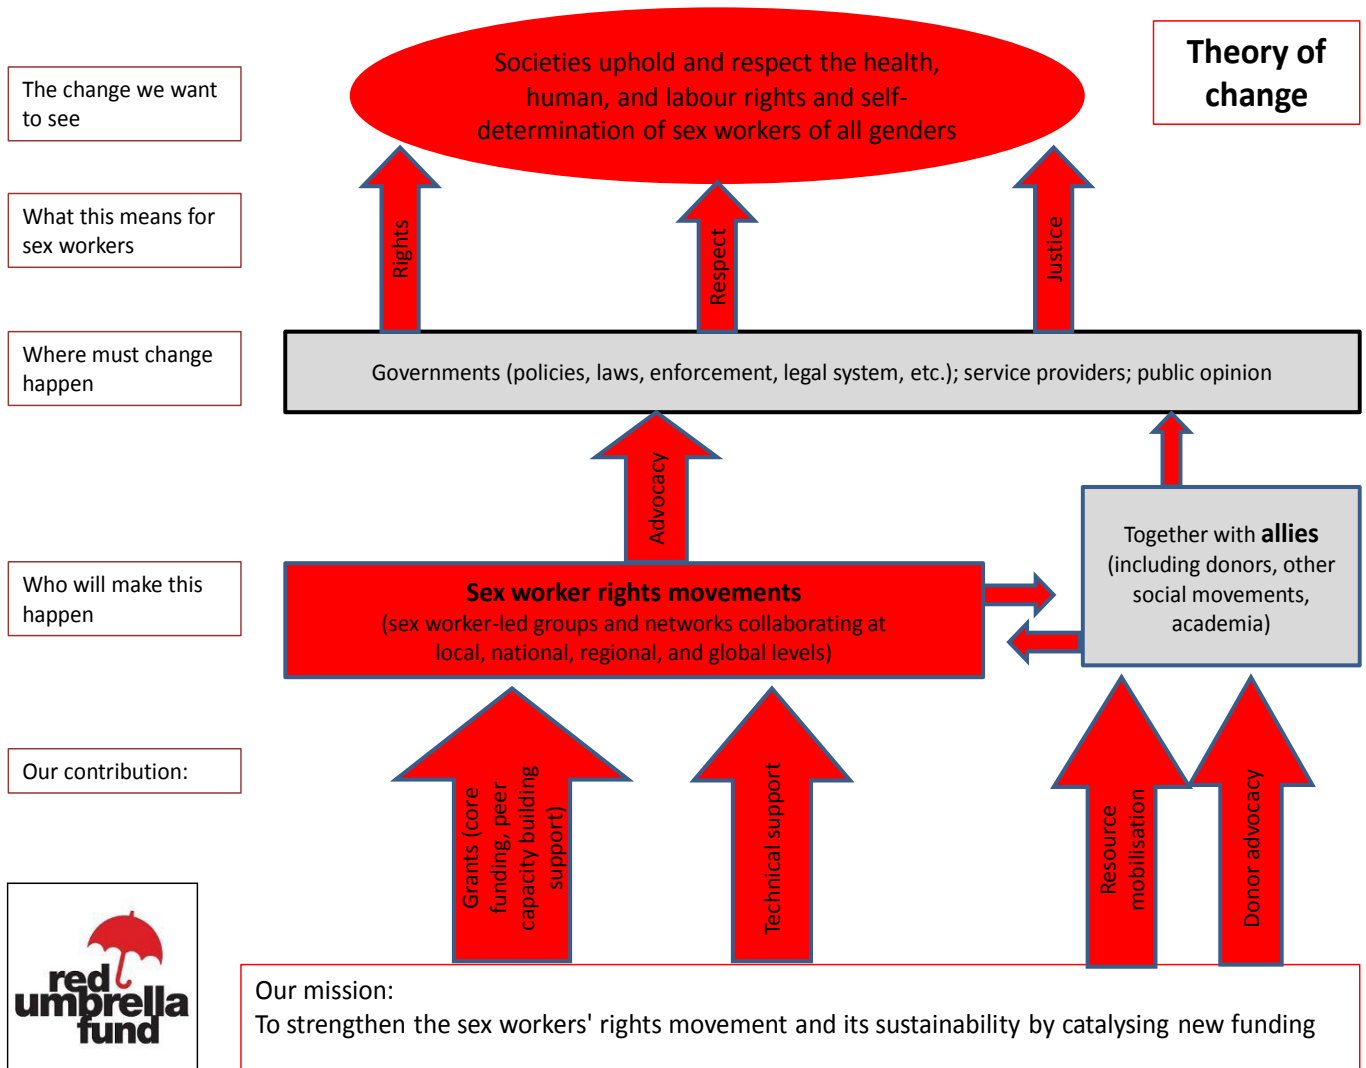 Theory of
change
The change we want
to see
Societies uphold and respect the health,
human, and labour rights and self-
determination of sex workers of all genders
What this means for
sex workers
Rights
Respect
Justice
Where must change
happen
Governments (policies, laws, enforcement, legal system, etc.); service providers; public opinion
Advocacy
Who will make this
happen
Sex worker rights movements
(sex worker-led groups and networks collaborating at
local, national, regional, and global levels)
Together with allies
(including donors, other
social movements,
academia)
Our contribution:
Grants (core
funding, peer
capacity building
support)
Technical support
Resource
mobilisation
Donor advocacy
red
umbrella
fund
Our mission:
To strengthen the sex workers' rights movement and its sustainability by catalysing new funding